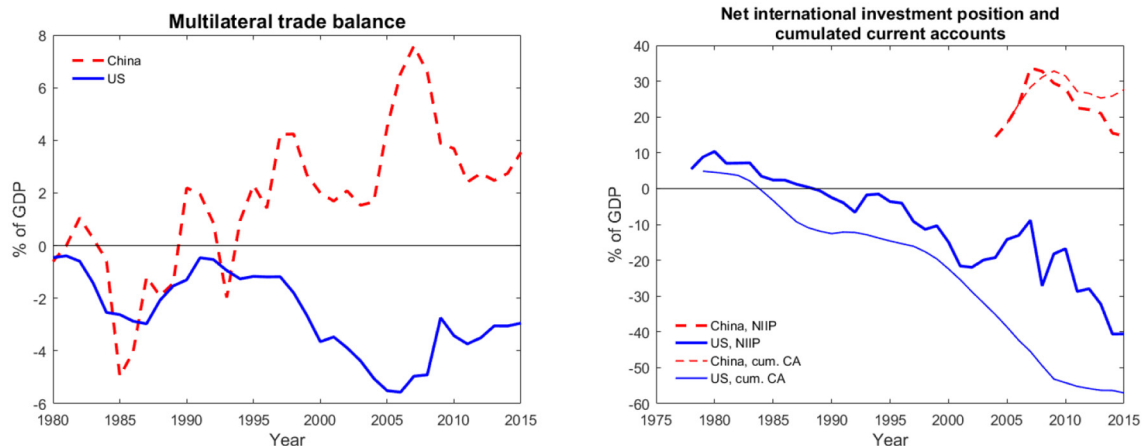 Multilateral trade balance
8
6
4
2
0
-2
-4
-6
% of GDP
China
US
1980 1985 1990 1995 2000 2005 2010 2015
Year
Net international investment position and
cumulated current accounts
40
30
20
10
0
-10
-20
-30
-40
-50
-60
% of GDP
China, NIIP
US, NIIP
China, cum. CA
US, cum. CA
1975 1980 1985 1990 1995 2000 2005 2010 2015
Year